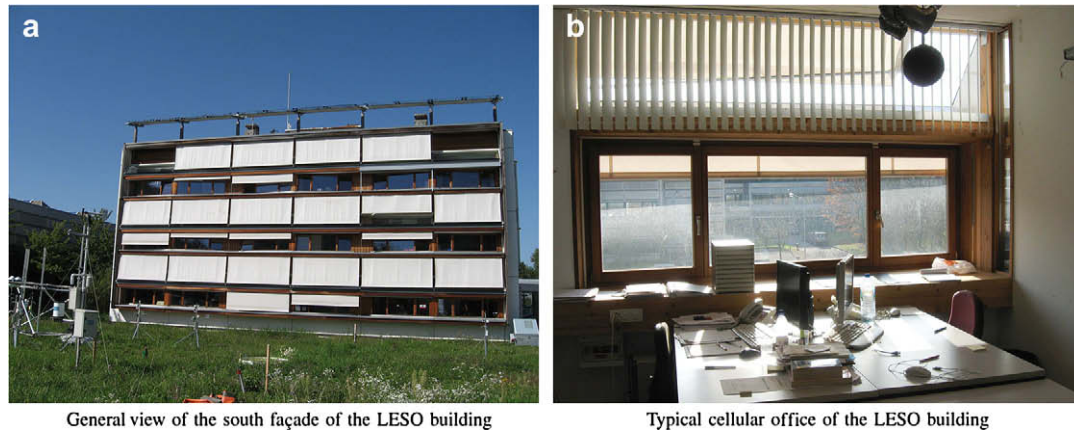 a
b
General view of the south façade of the LESO building
Typical cellular office of the LESO building